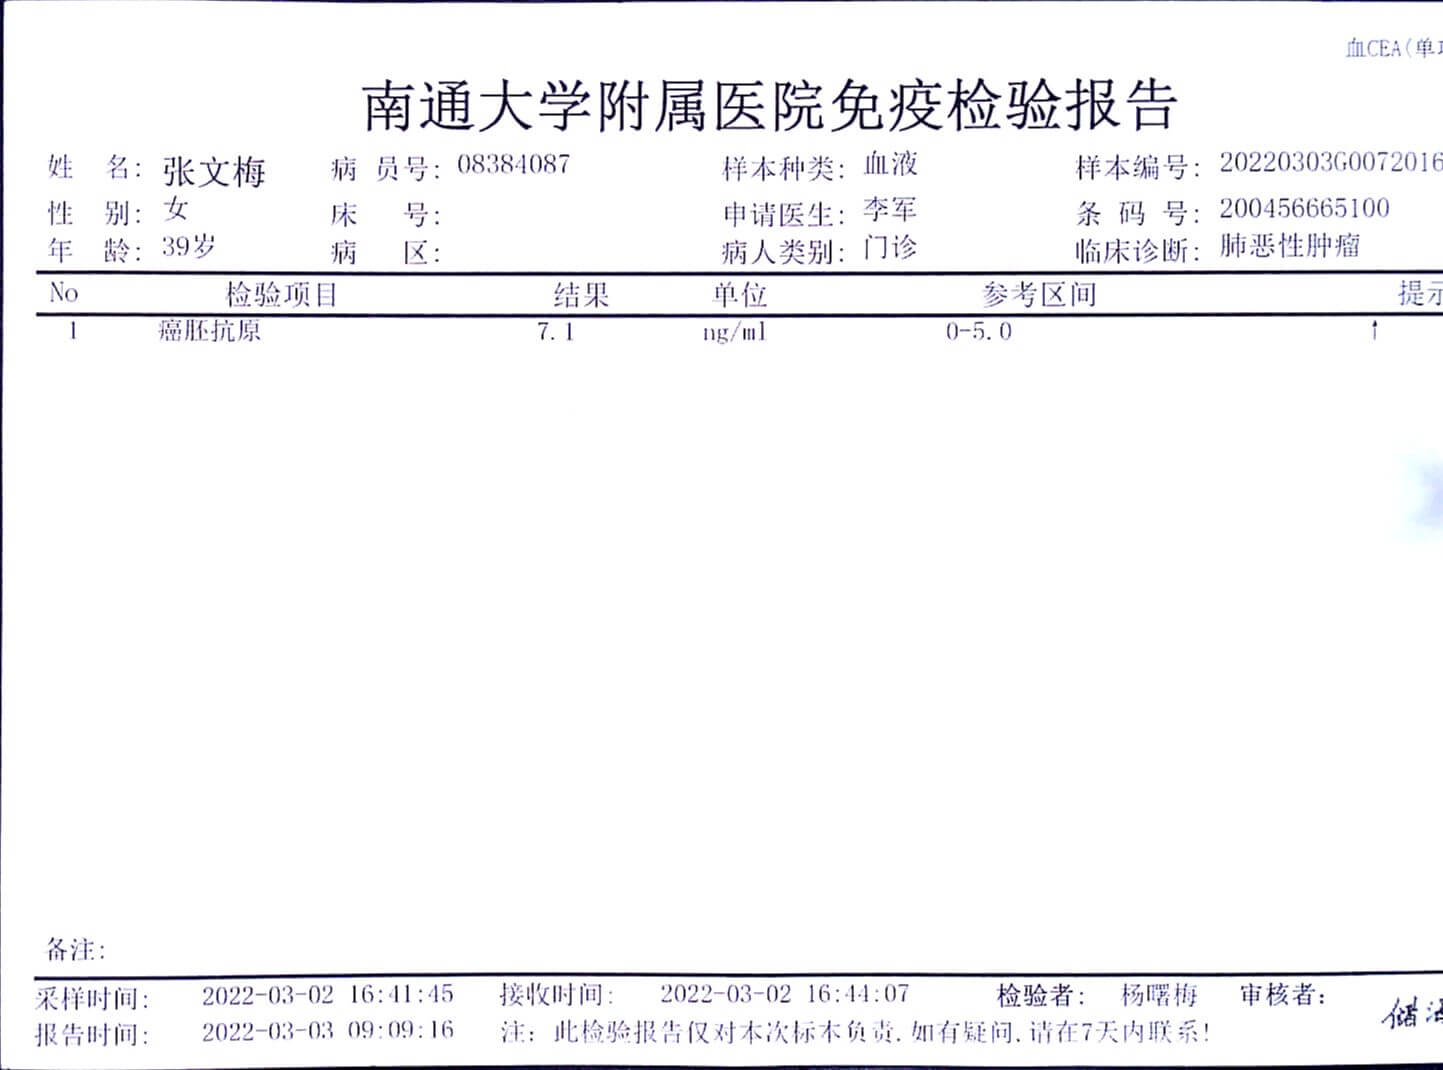 血CEA(单
南通大学附属医院免疫检验报告
姓 名: 张文梅 病 员号: 08384087 样本种类: 血液 样本编号: 20220303G0072016
性 别: 女 床 号: 申请医生: 李军 条 码 号: 200456665100
年 龄: 39岁 病 区: 病人类别: 门诊 临床诊断: 肺恶性肿瘤
No 检验项目 结果 单位 参考区间 提示
1 癌胚抗原 7.1 ng/ml 0-5.0 ↑
备注:
采样时间: 2022-03-02 16:41:45 接收时间: 2022-03-02 16:44:07 检验者: 杨曙梅 审核者:
报告时间: 2022-03-03 09:09:16 注: 此检验报告仅对本次标本负责.如有疑问,请在7天内联系!